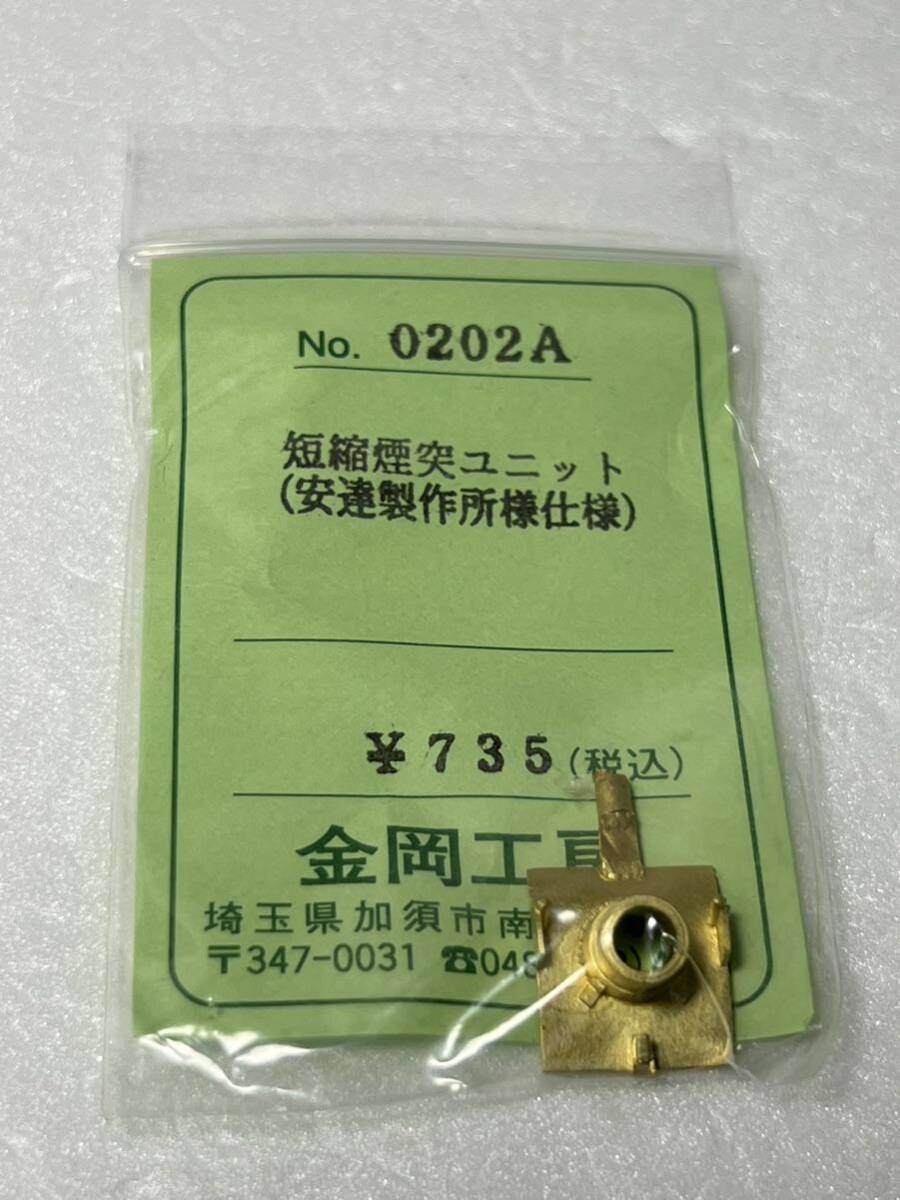 No. 0202A
短縮煙突ユニット
(安達製作所様仕様)
¥735(税込)
金岡工
埼玉県加須市南
〒347-0031 ☎048